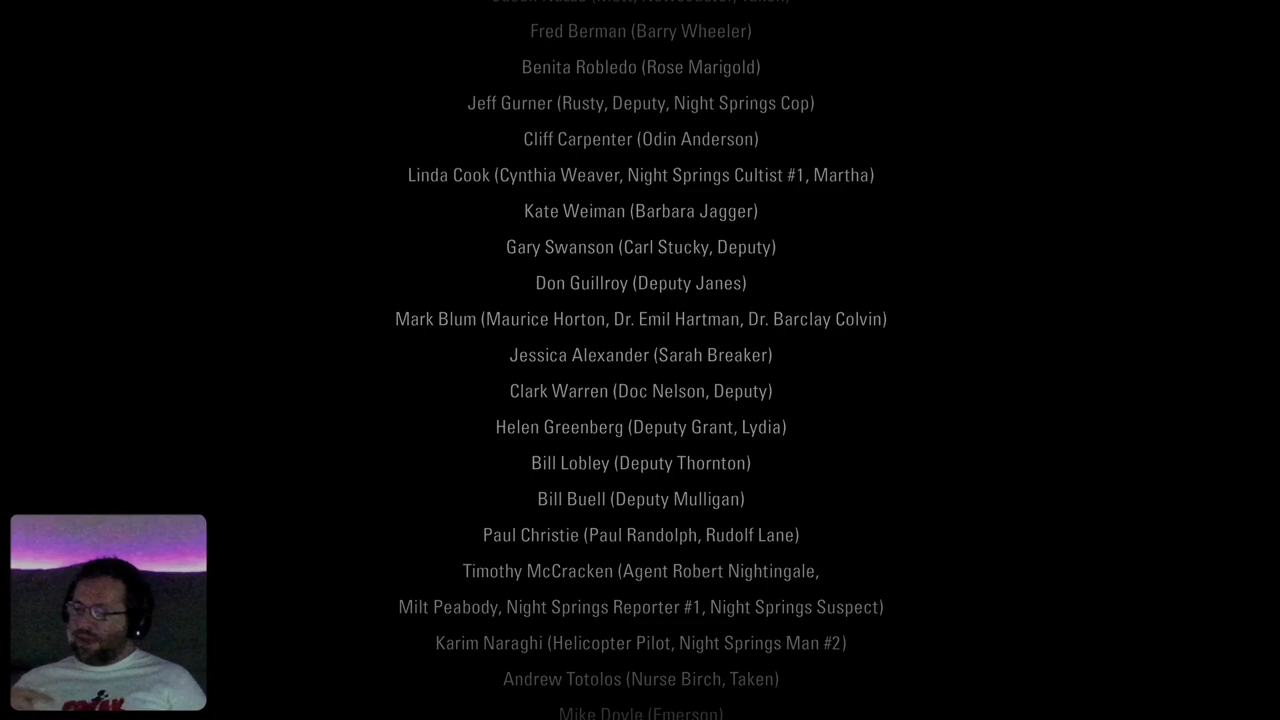 Fred Berman (Barry Wheeler)
Benita Robledo (Rose Marigold)
Jeff Gurner (Rusty, Deputy, Night Springs Cop)
Cliff Carpenter (Odin Anderson)
Linda Cook (Cynthia Weaver, Night Springs Cultist #1, Martha)
Kate Weiman (Barbara Jagger)
Gary Swanson (Carl Stucky, Deputy)
Don Guillroy (Deputy Janes)
Mark Blum (Maurice Horton, Dr. Emil Hartman, Dr. Barclay Colvin)
Jessica Alexander (Sarah Breaker)
Clark Warren (Doc Nelson, Deputy)
Helen Greenberg (Deputy Grant, Lydia)
Bill Lobley (Deputy Thornton)
Bill Buell (Deputy Mulligan)
Paul Christie (Paul Randolph, Rudolf Lane)
Timothy McCracken (Agent Robert Nightingale,
Milt Peabody, Night Springs Reporter #1, Night Springs Suspect)
Karim Naraghi (Helicopter Pilot, Night Springs Man #2)
Andrew Totolos (Nurse Birch, Taken)
Mike Doyle (Emerson)